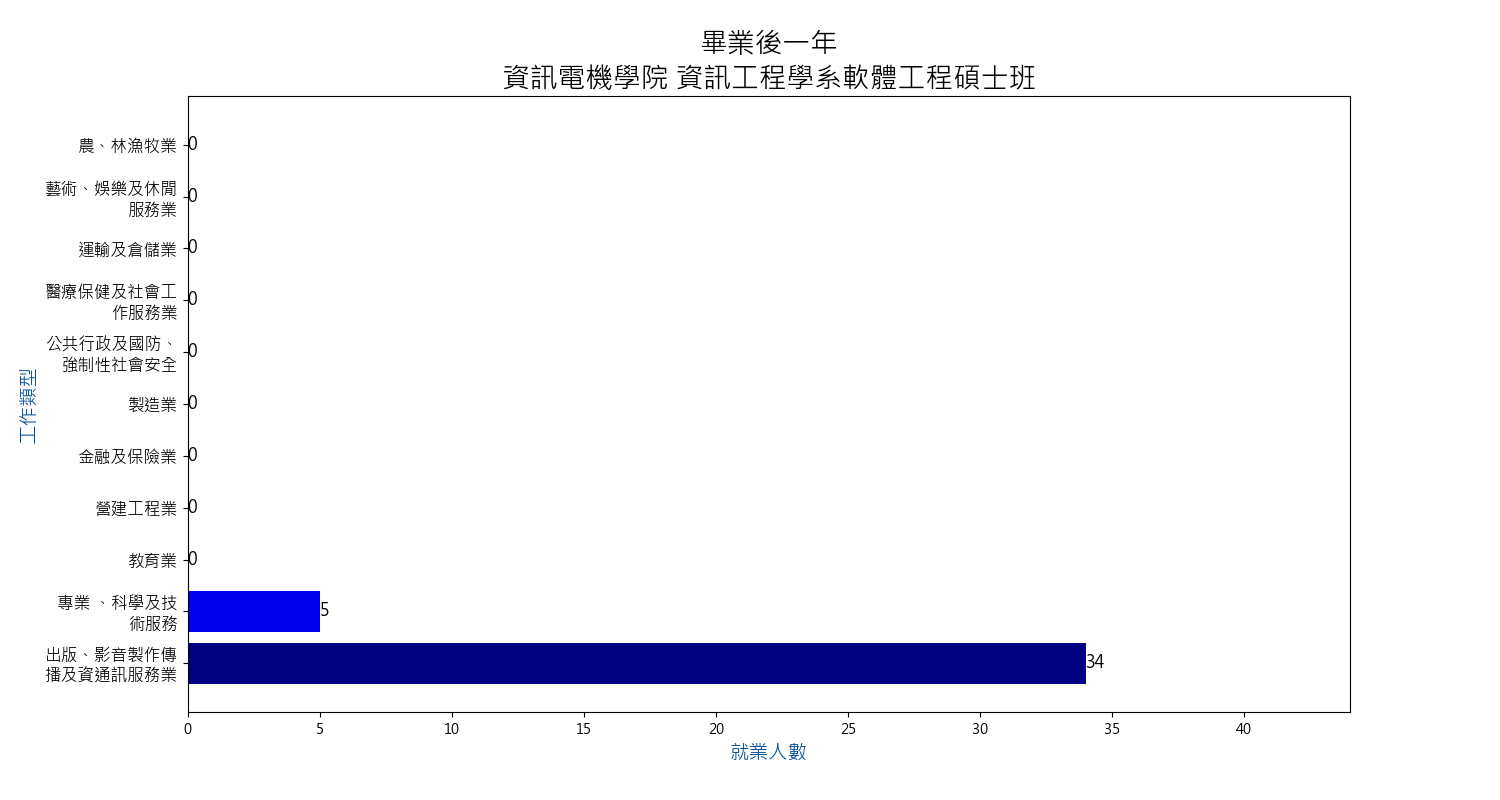 畢業後一年
資訊電機學院 資訊工程學系軟體工程碩士班
農、林漁牧業
0
藝術、娛樂及休閒
服務業
0
運輸及倉儲業
0
醫療保健及社會工
作服務業
0
公共行政及國防、
強制性社會安全
0
製造業
0
金融及保險業
0
營建工程業
0
教育業
0
專業 、科學及技
術服務
5
出版、影音製作傳
播及資通訊服務業
34
工作類型
0 5 10 15 20 25 30 35 40
就業人數